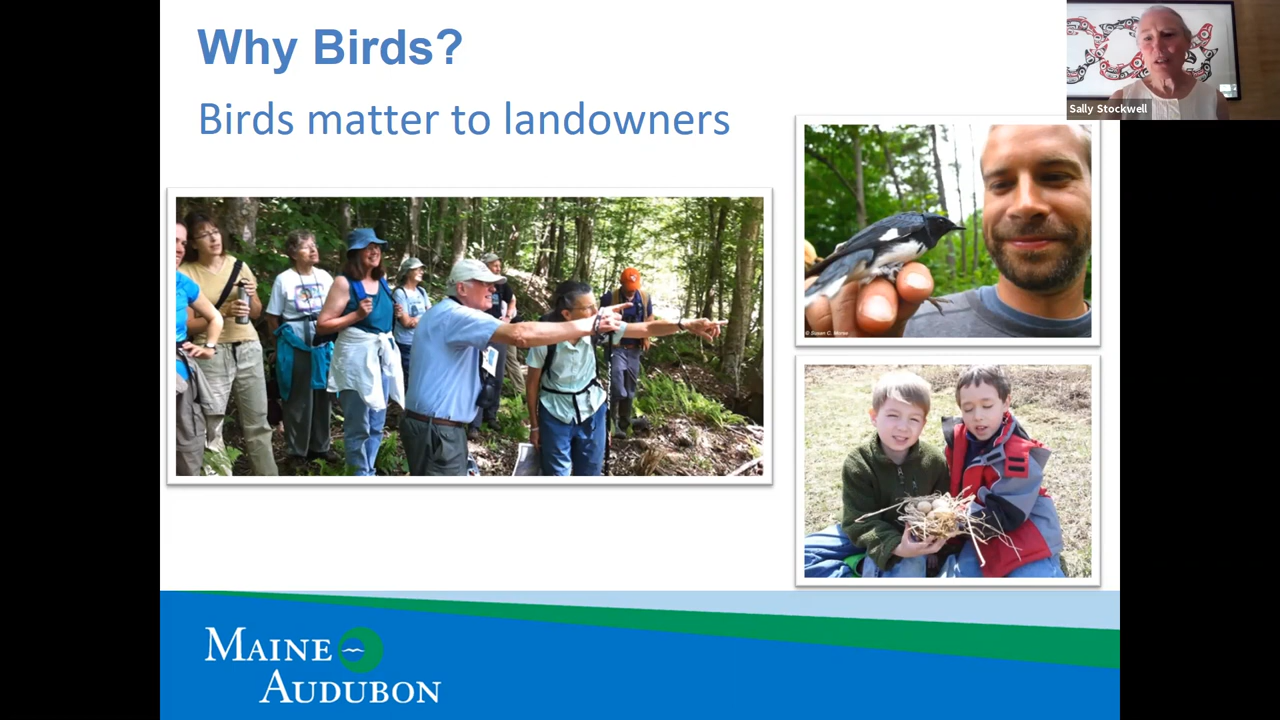 Why Birds?
Birds matter to landowners
Sally Stockwell
© Susan C. Morse
MAINE
AUDUBON